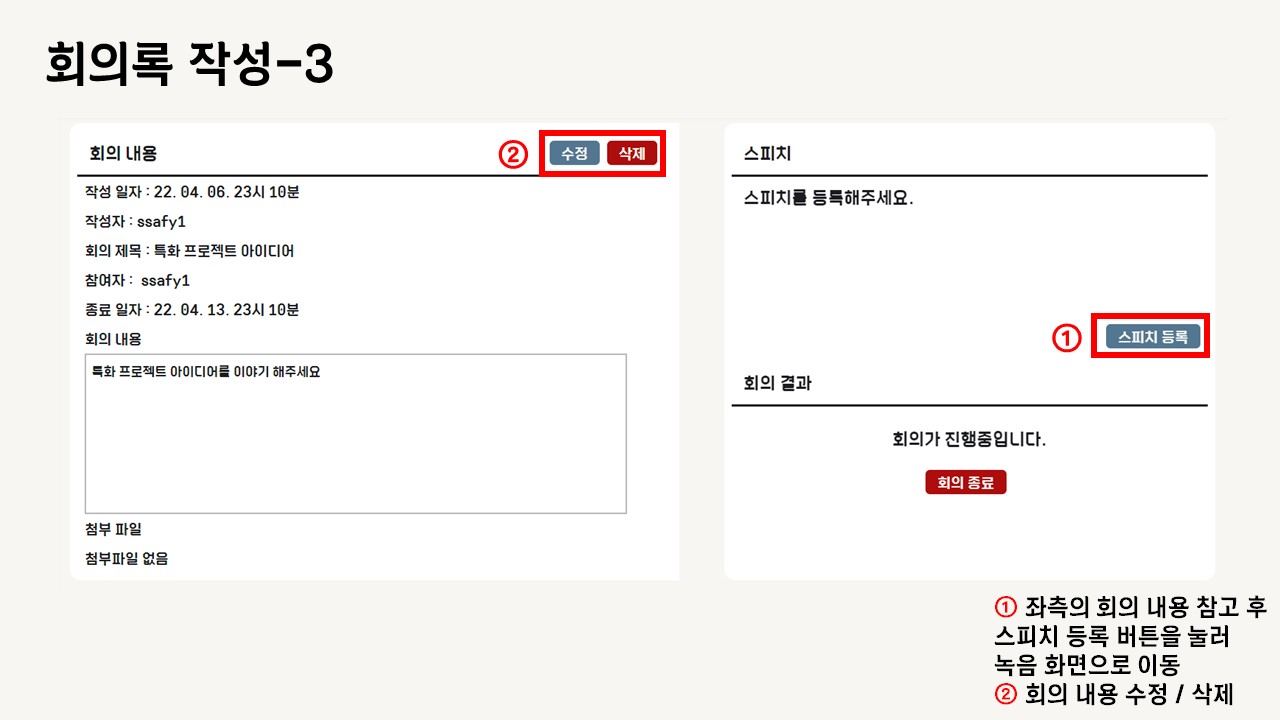 회의록 작성-3
회의 내용
② 수정 삭제
작성 일자 : 22. 04. 06. 23시 10분
작성자 : ssafy1
회의 제목 : 특화 프로젝트 아이디어
참여자 : ssafy1
종료 일자 : 22. 04. 13. 23시 10분
회의 내용
특화 프로젝트 아이디어를 이야기 해주세요
첨부 파일
첨부파일 없음
스피치
스피치를 등록해주세요.
① 스피치 등록
회의 결과
회의가 진행중입니다.
회의 종료
① 좌측의 회의 내용 참고 후
스피치 등록 버튼을 눌러
녹음 화면으로 이동
② 회의 내용 수정 / 삭제